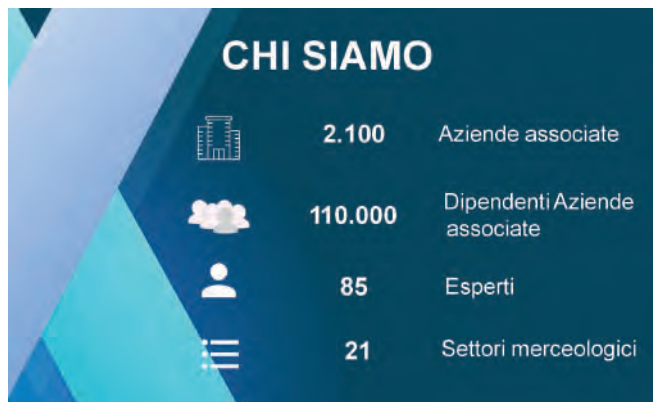 CHI SIAMO
2.100 Aziende associate
110.000 Dipendenti Aziende
associate
85 Esperti
21 Settori merceologici